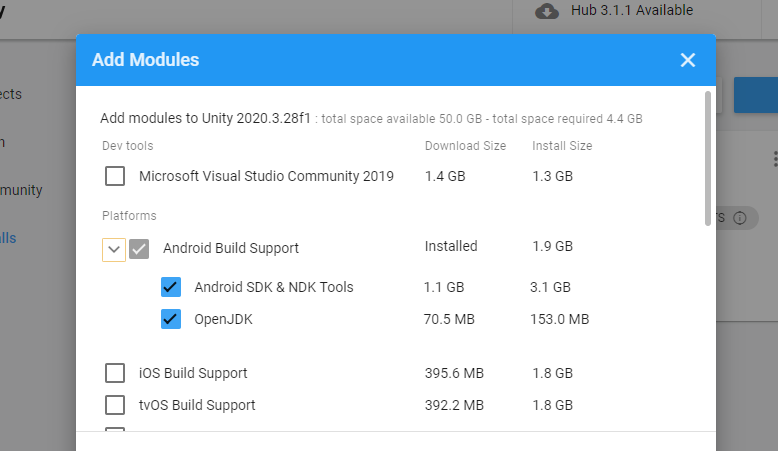 Hub 3.1.1 Available
Add Modules
Add modules to Unity 2020.3.28f1 : total space available 50.0 GB - total space required 4.4 GB
Dev tools Download Size Install Size
Microsoft Visual Studio Community 2019 1.4 GB 1.3 GB
Platforms
Android Build Support Installed 1.9 GB
Android SDK & NDK Tools 1.1 GB 3.1 GB
OpenJDK 70.5 MB 153.0 MB
iOS Build Support 395.6 MB 1.8 GB
tvOS Build Support 392.2 MB 1.8 GB